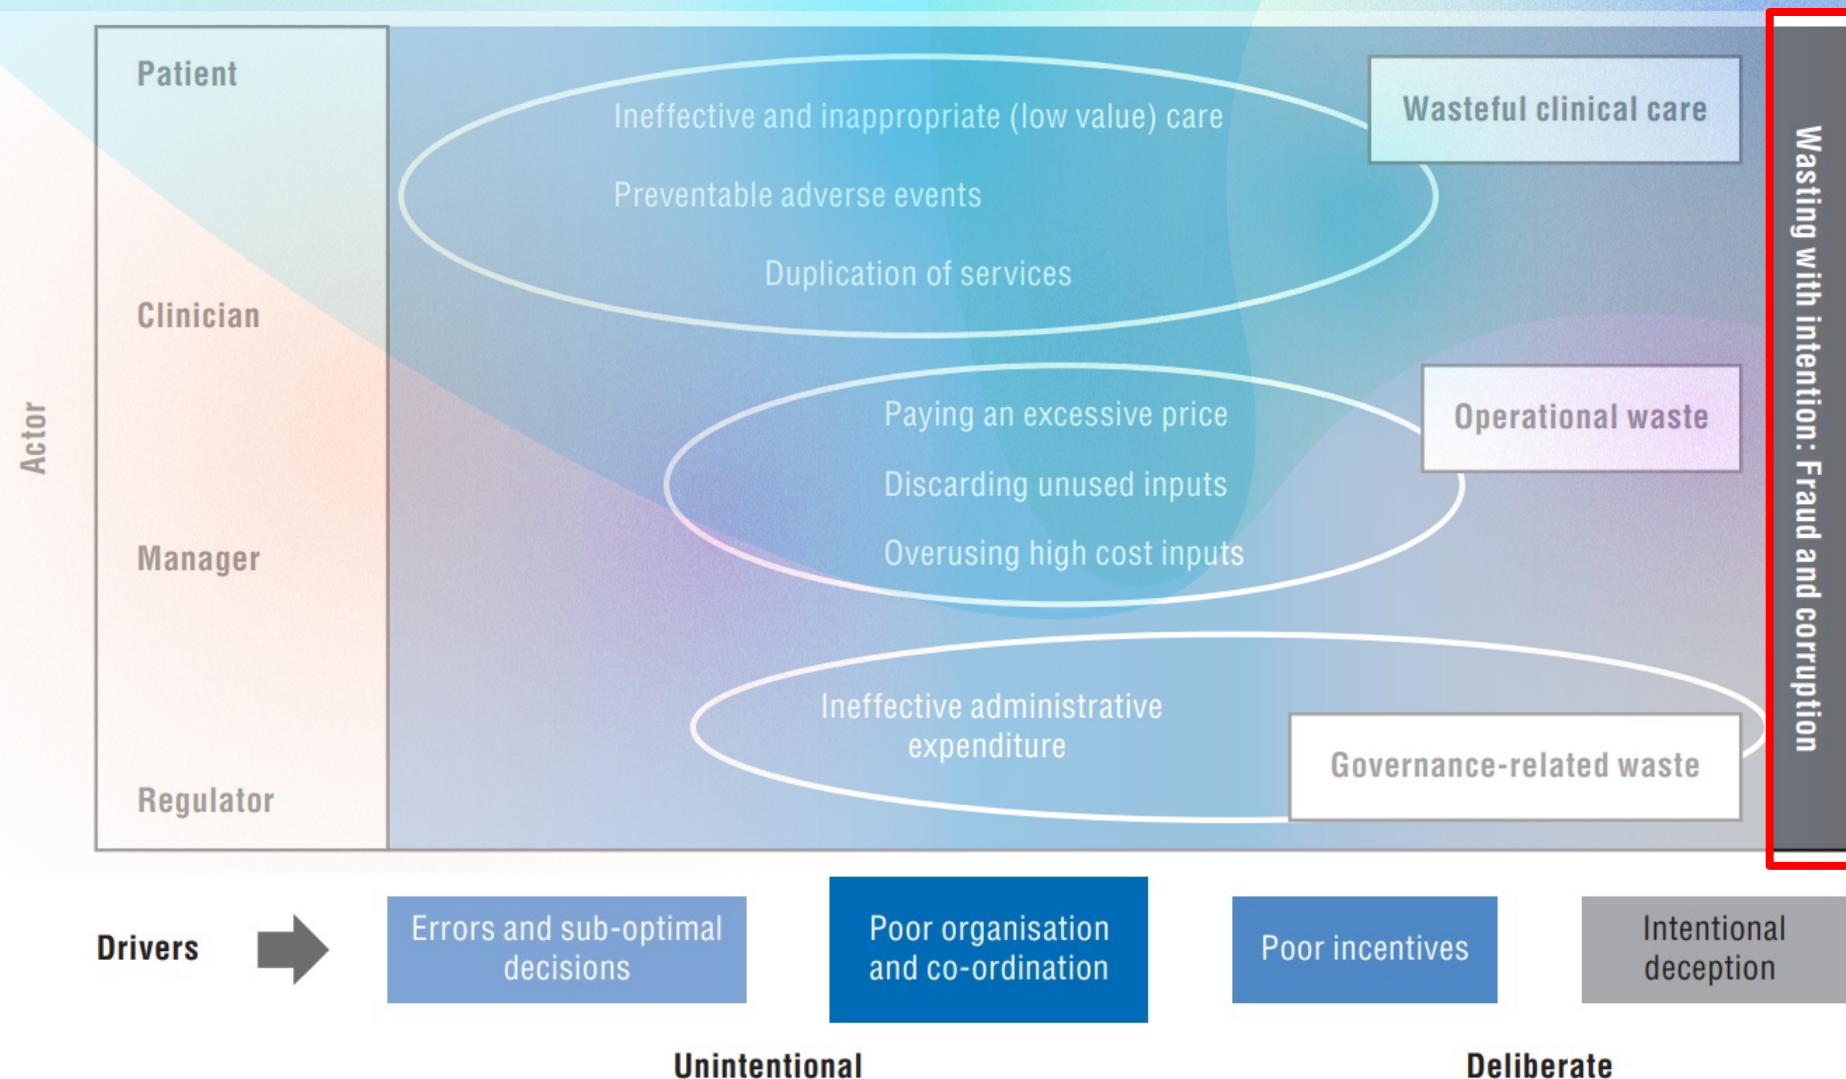 Patient
Ineffective and inappropriate (low value) care
Wasteful clinical care
Preventable adverse events
Duplication of services
Clinician
Actor
Paying an excessive price
Operational waste
Discarding unused inputs
Overusing high cost inputs
Manager
Ineffective administrative
expenditure
Governance-related waste
Regulator
Wasting with intention: Fraud and corruption
Drivers
Errors and sub-optimal
decisions
Poor organisation
and co-ordination
Poor incentives
Intentional
deception
Unintentional
Deliberate